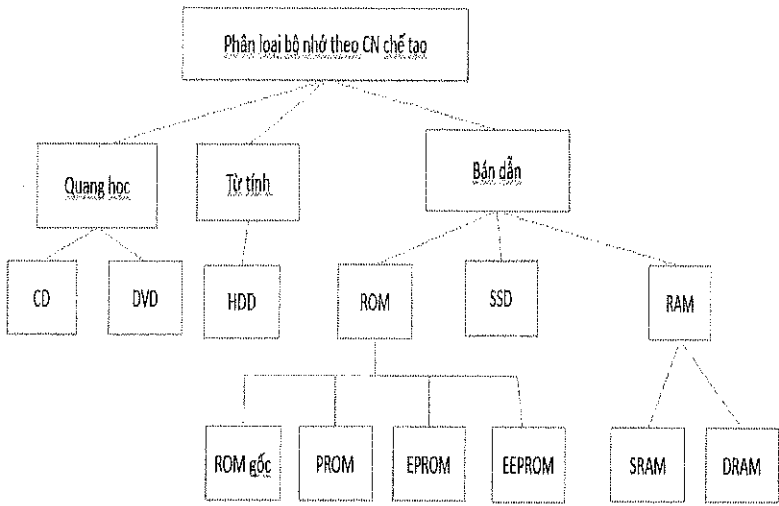 Phân loại bộ nhớ theo CN chế tạo
Quang học
Từ tính
Bán dẫn
CD
DVD
HDD
ROM
SSD
RAM
ROM gốc
PROM
EPROM
EEPROM
SRAM
DRAM